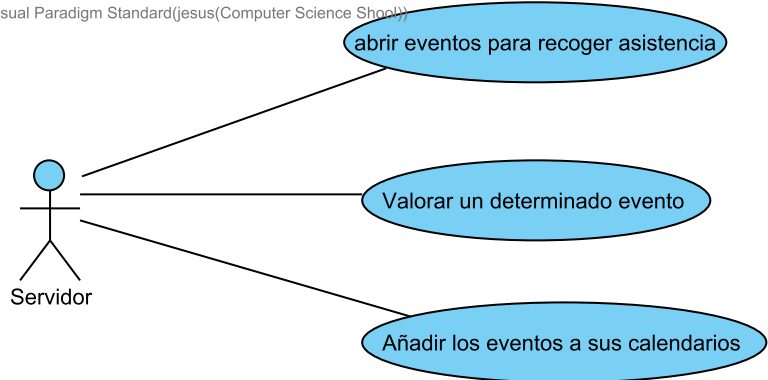 sual Paradigm Standard(jesus(Computer Science Shool))
abrir eventos para recoger asistencia
Valorar un determinado evento
Servidor
Añadir los eventos a sus calendarios